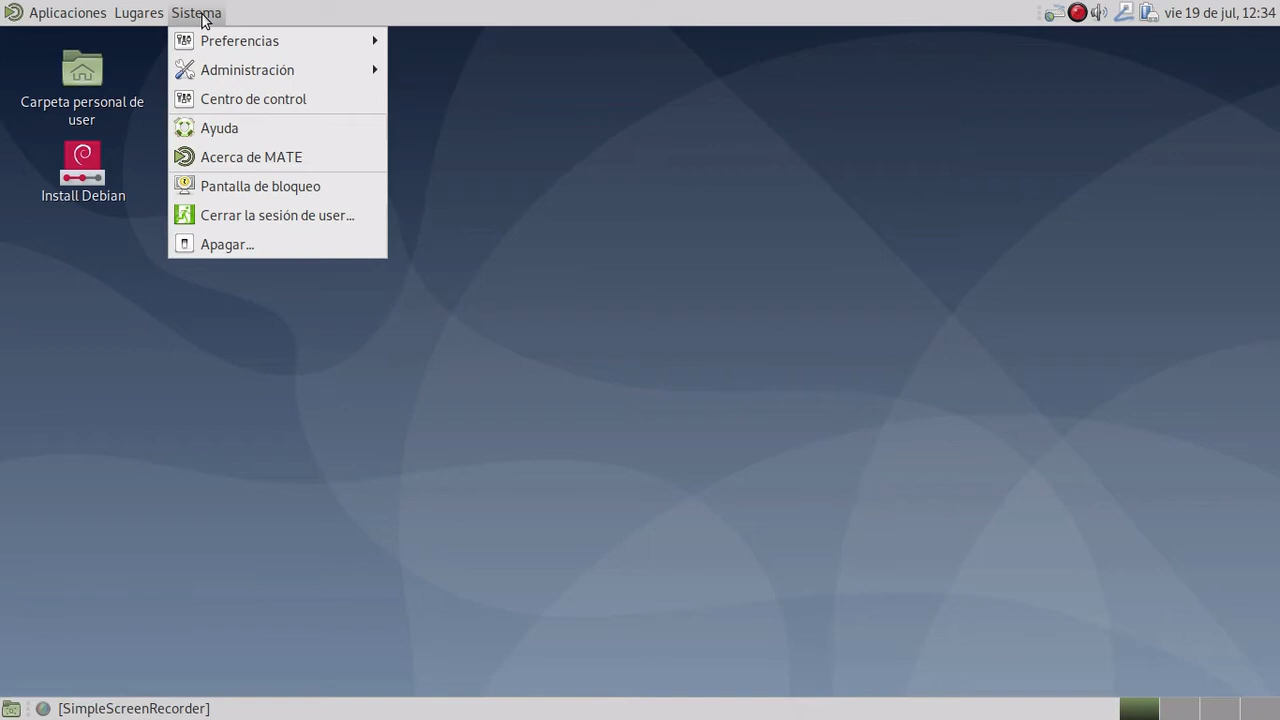 Aplicaciones Lugares Sistema vie 19 de jul, 12:34
Preferencias
Administración
Centro de control
Ayuda
Acerca de MATE
Pantalla de bloqueo
Cerrar la sesión de user...
Apagar...
Carpeta personal de
user
Install Debian
[SimpleScreenRecorder]